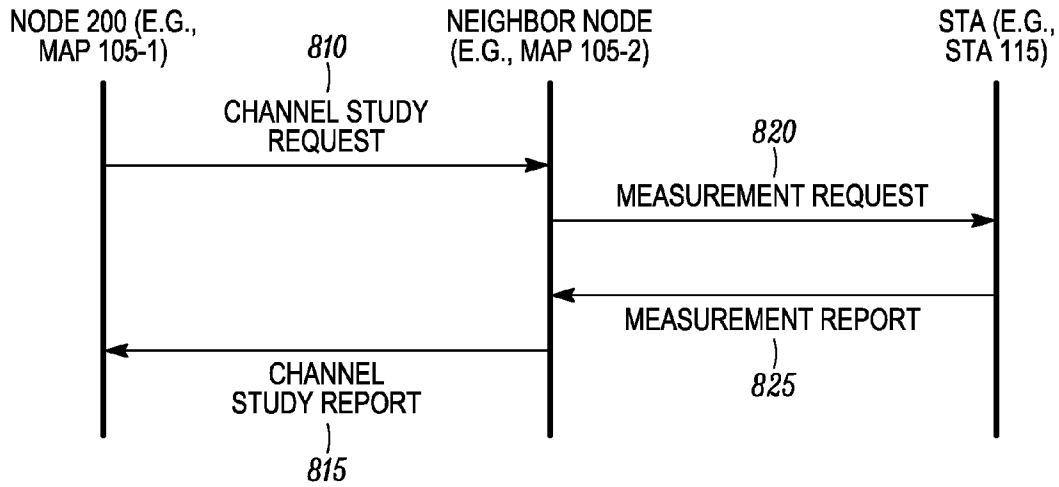 NODE 200 (E.G.,
MAP 105-1)
NEIGHBOR NODE
(E.G., MAP 105-2)
STA (E.G.,
STA 115)
810
CHANNEL STUDY
REQUEST
820
MEASUREMENT REQUEST
MEASUREMENT REPORT
825
CHANNEL
STUDY REPORT
815